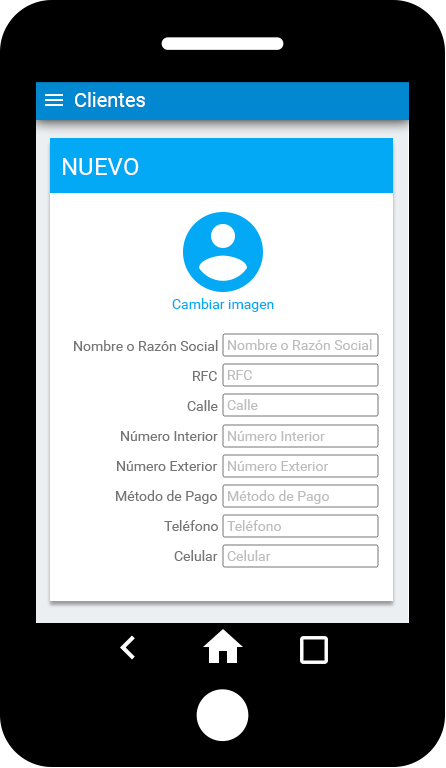 Clientes
NUEVO
Cambiar imagen
Nombre o Razón Social Nombre o Razón Social
RFC RFC
Calle Calle
Número Interior Número Interior
Número Exterior Número Exterior
Método de Pago Método de Pago
Teléfono Teléfono
Celular Celular